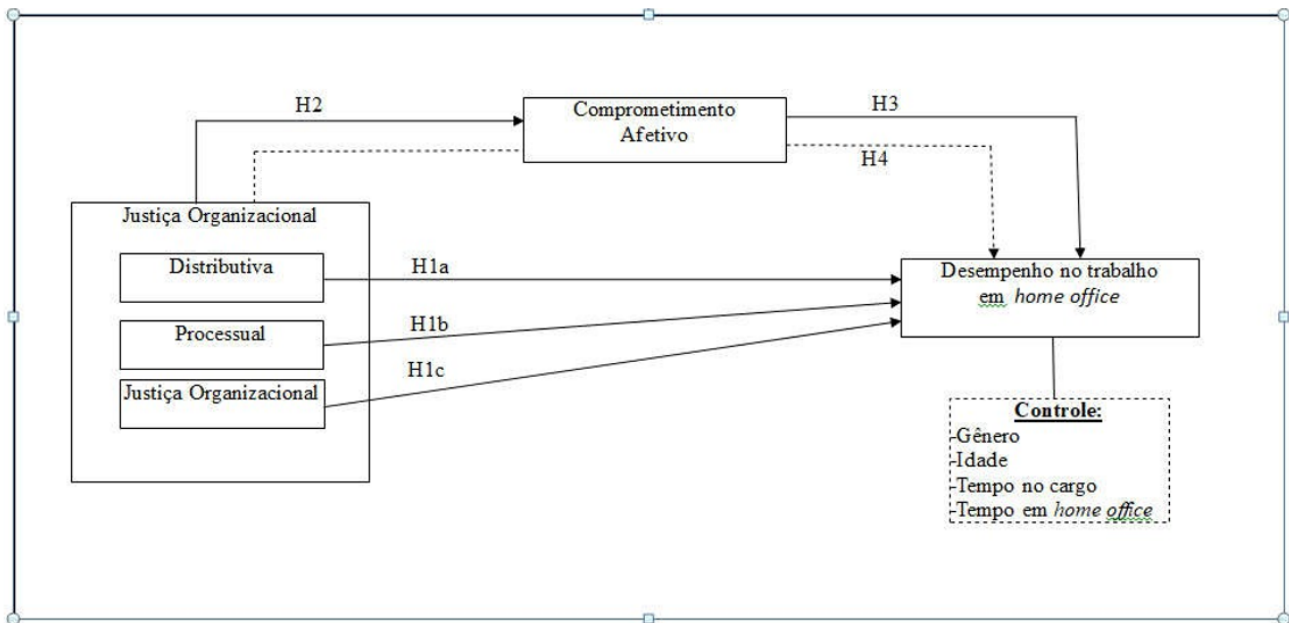 H2
Comprometimento
Afetivo
H3
H4
Justiça Organizacional
Distributiva
H1a
Processual
H1b
Justiça Organizacional
H1c
Desempenho no trabalho
em home office
Controle:
-Gênero
-Idade
-Tempo no cargo
-Tempo em home office